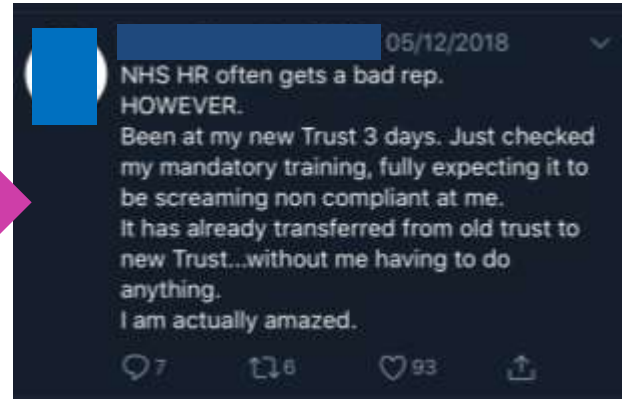 05/12/2018
NHS HR often gets a bad rep.
HOWEVER.
Been at my new Trust 3 days. Just checked
my mandatory training, fully expecting it to
be screaming non compliant at me.
It has already transferred from old trust to
new Trust...without me having to do
anything.
I am actually amazed.
7 6 93